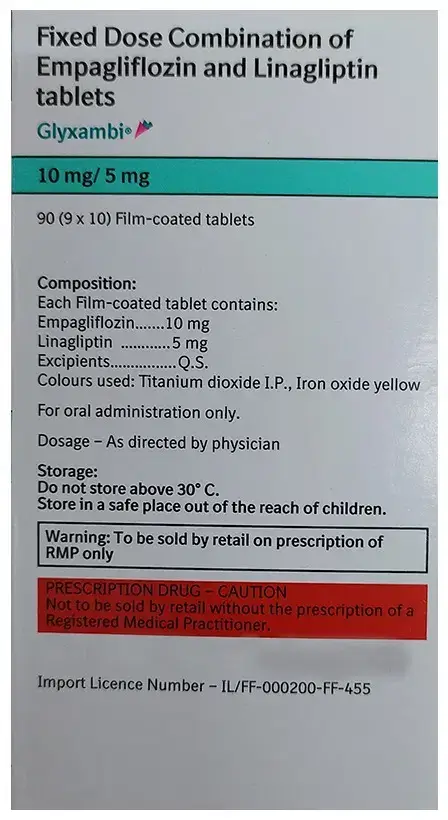 Fixed Dose Combination of
Empagliflozin and Linagliptin
tablets
Glyxambi®
10 mg/ 5 mg
90 (9 x 10) Film-coated tablets
Composition:
Each Film-coated tablet contains:
Empagliflozin.......10 mg
Linagliptin ............5 mg
Excipients................Q.S.
Colours used: Titanium dioxide I.P., Iron oxide yellow
For oral administration only.
Dosage – As directed by physician
Storage:
Do not store above 30° C.
Store in a safe place out of the reach of children.
Warning: To be sold by retail on prescription of
RMP only
PRESCRIPTION DRUG – CAUTION
Not to be sold by retail without the prescription of a
Registered Medical Practitioner.
Import Licence Number – IL/FF-000200-FF-455